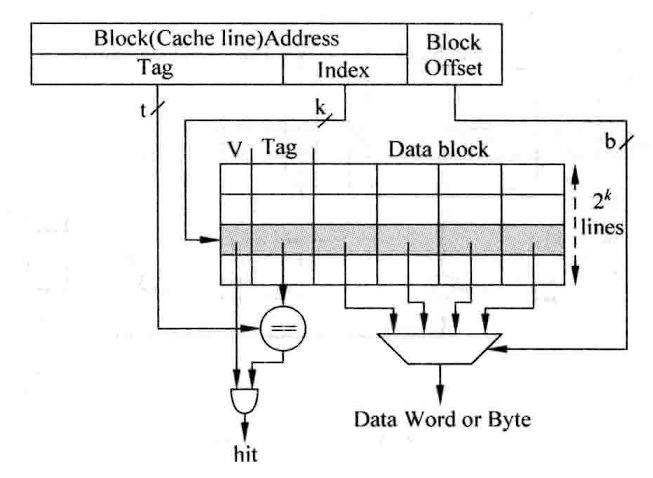 Block(Cache line)Address
Block
Offset
Tag
Index
t
k
b
V
Tag
Data block
2^k
lines
==
hit
Data Word or Byte